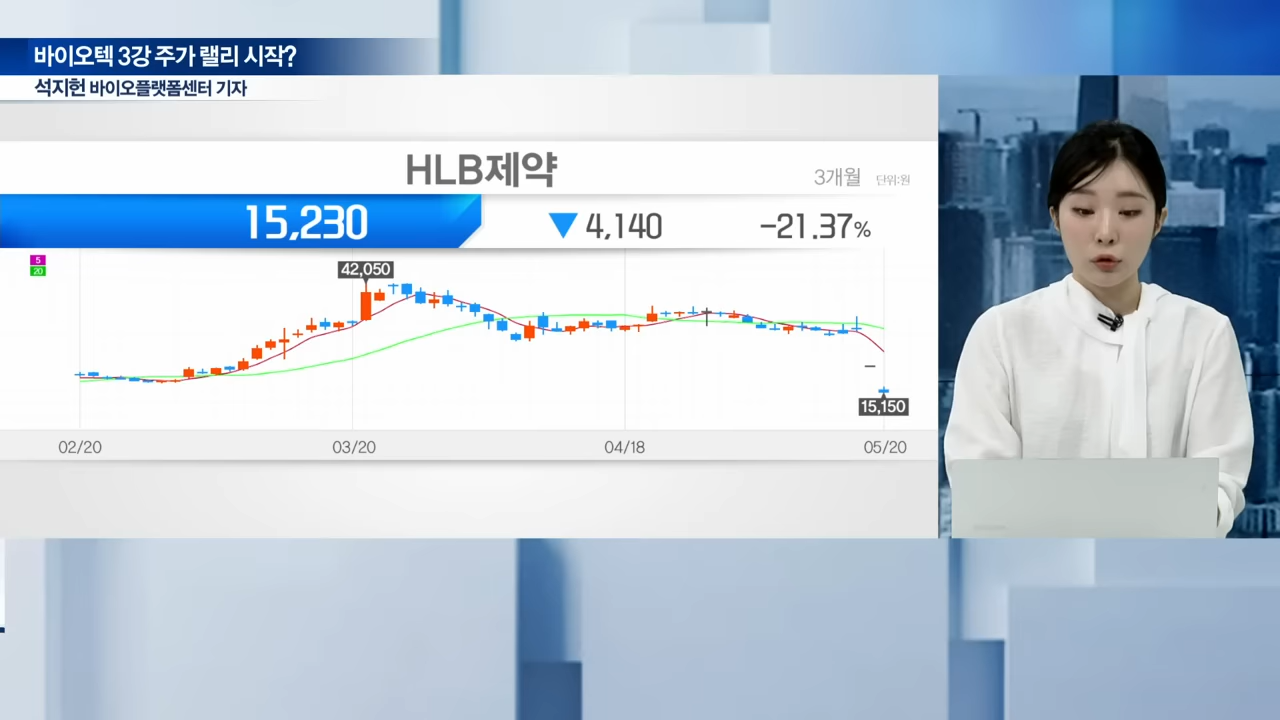 바이오텍 3강 주가 랠리 시작?
석지헌 바이오플랫폼센터 기자
HLB제약
3개월 단위:원
15,230 ▼ 4,140 -21.37%
5
20
42,050
15,150
02/20 03/20 04/18 05/20